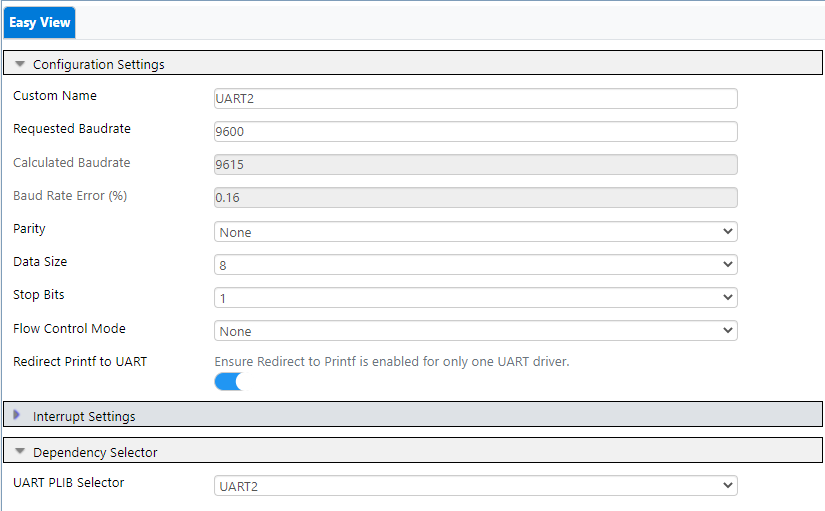 Easy View
Configuration Settings
Custom Name UART2
Requested Baudrate 9600
Calculated Baudrate 9615
Baud Rate Error (%) 0.16
Parity None
Data Size 8
Stop Bits 1
Flow Control Mode None
Redirect Printf to UART Ensure Redirect to Printf is enabled for only one UART driver.
Interrupt Settings
Dependency Selector
UART PLIB Selector UART2